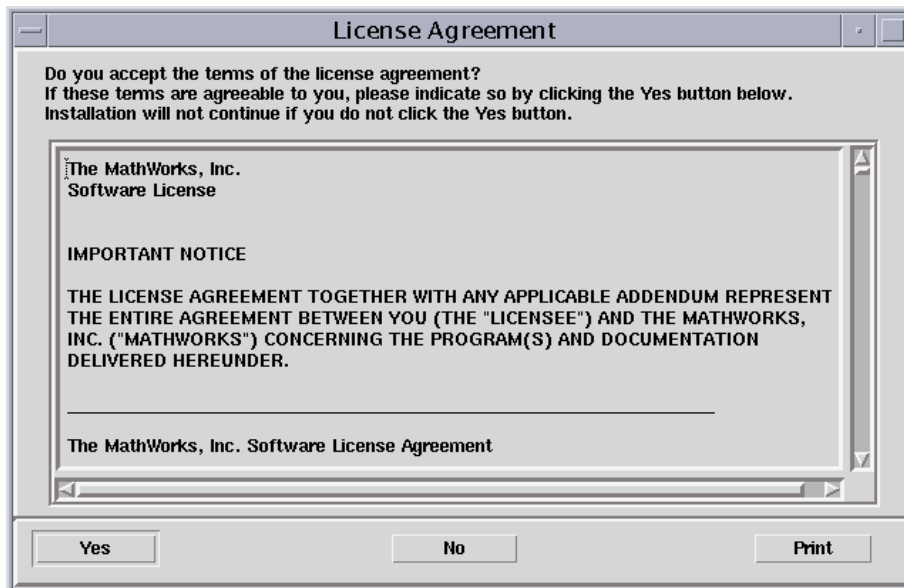 License Agreement
Do you accept the terms of the license agreement?
If these terms are agreeable to you, please indicate so by clicking the Yes button below.
Installation will not continue if you do not click the Yes button.
The MathWorks, Inc.
Software License
IMPORTANT NOTICE
THE LICENSE AGREEMENT TOGETHER WITH ANY APPLICABLE ADDENDUM REPRESENT
THE ENTIRE AGREEMENT BETWEEN YOU (THE "LICENSEE") AND THE MATHWORKS,
INC. ("MATHWORKS") CONCERNING THE PROGRAM(S) AND DOCUMENTATION
DELIVERED HEREUNDER.
The MathWorks, Inc. Software License Agreement
Yes
No
Print